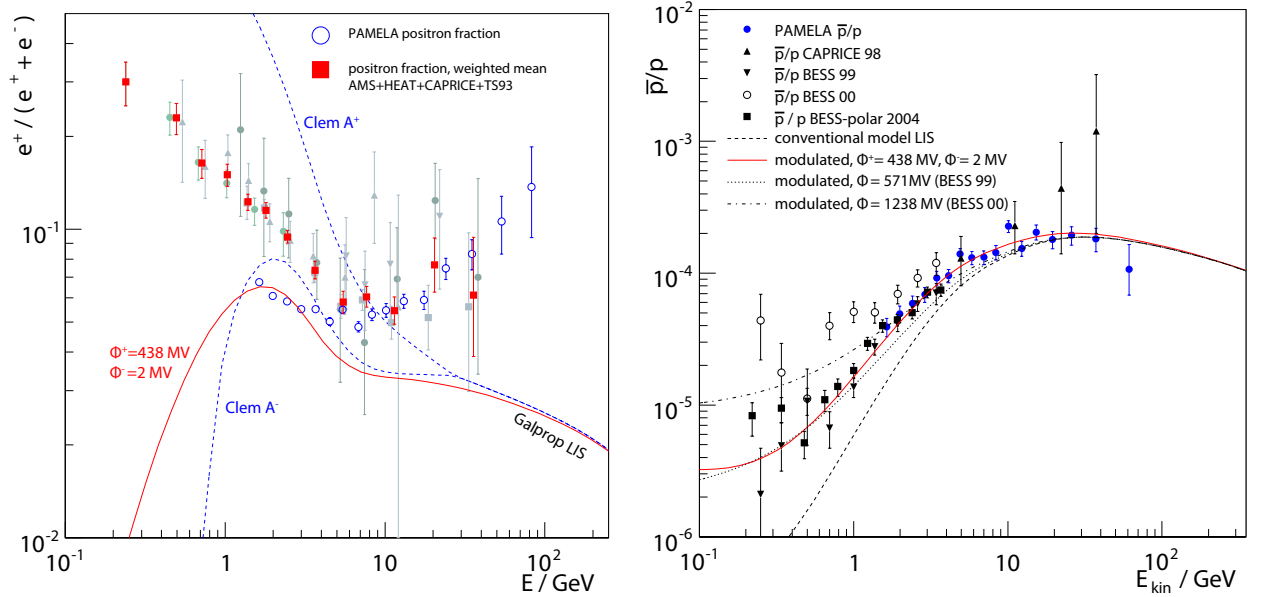 e⁺ / ( e⁺ + e⁻ )
10⁻¹
10⁻²
PAMELA positron fraction
positron fraction, weighted mean
AMS+HEAT+CAPRICE+TS93
Clem A⁺
Φ⁺=438 MV
Φ⁻=2 MV
Clem A⁻
Galprop LIS
10⁻¹ 1 10 10²
E / GeV
p̅/p
10⁻²
10⁻³
10⁻⁴
10⁻⁵
10⁻⁶
PAMELA p̅/p
p̅/p CAPRICE 98
p̅/p BESS 99
p̅/p BESS 00
p̅ / p BESS-polar 2004
conventional model LIS
modulated, Φ⁺= 438 MV, Φ⁻= 2 MV
modulated, Φ = 571MV (BESS 99)
modulated, Φ = 1238 MV (BESS 00)
10⁻¹ 1 10 10²
E_kin / GeV